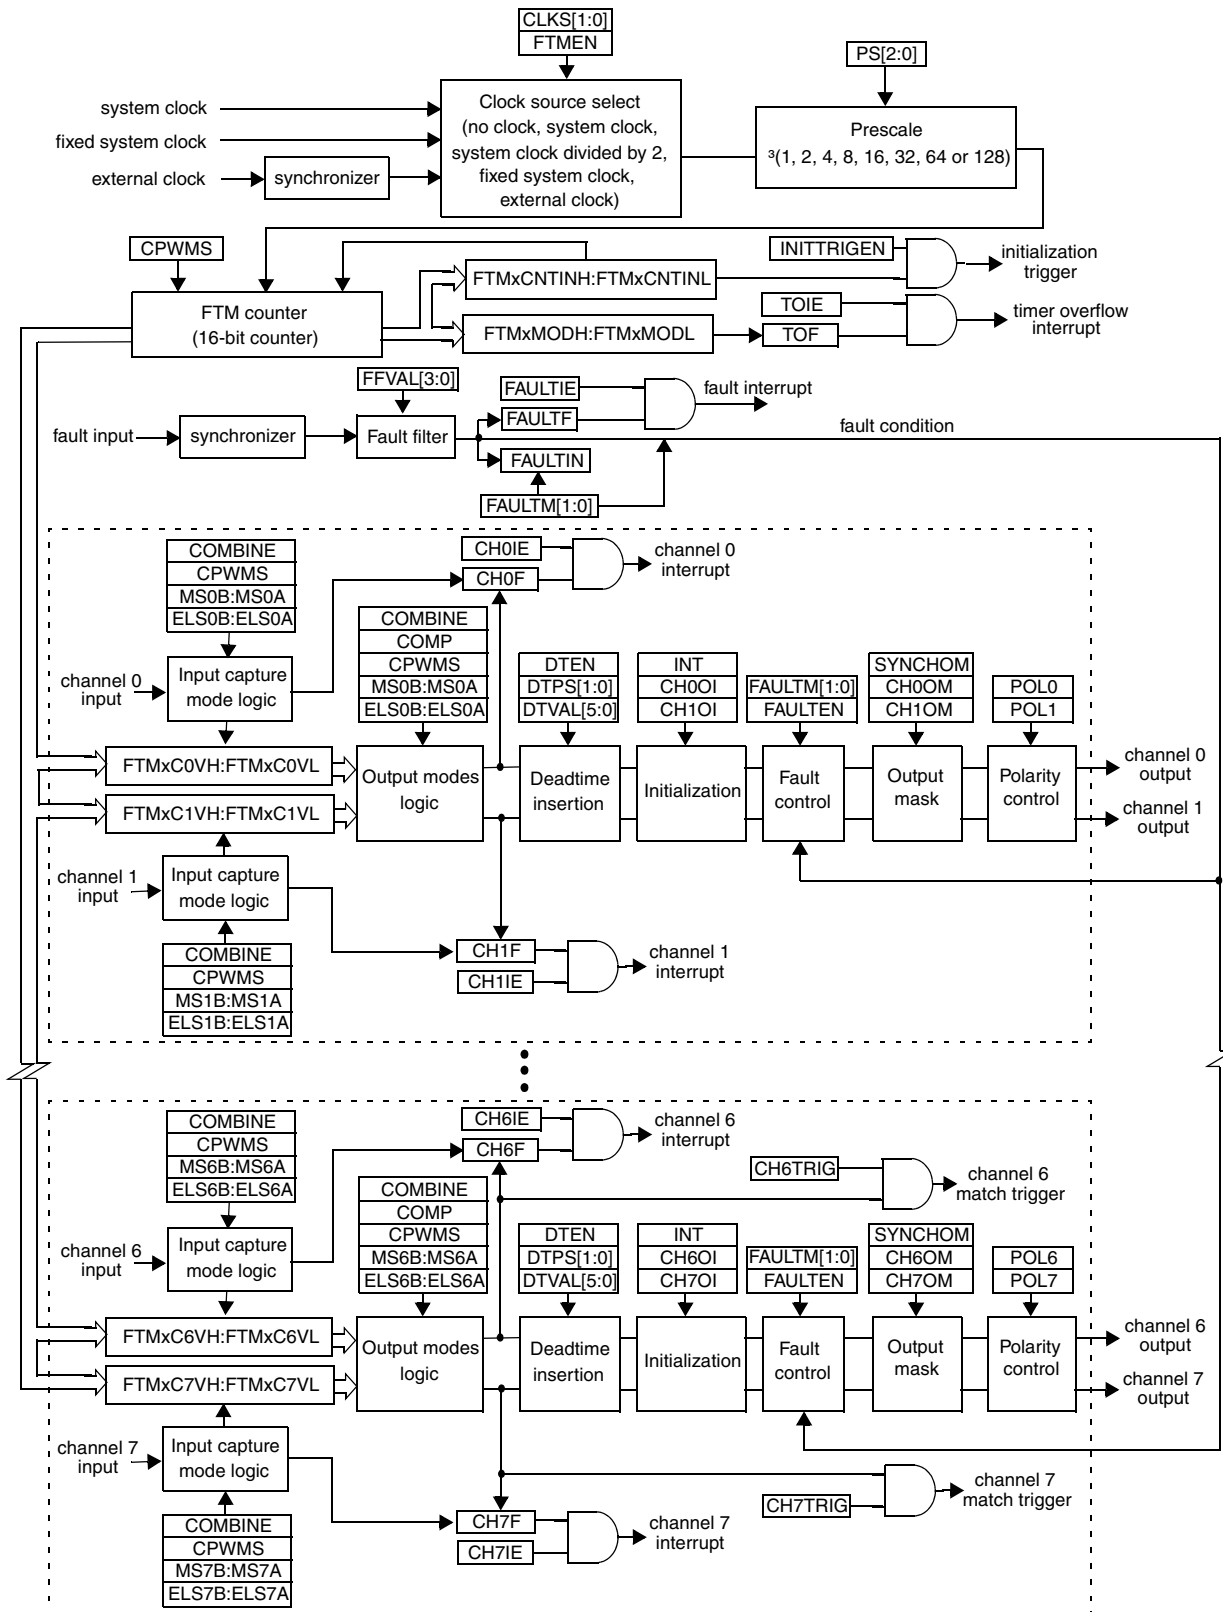 CLKS[1:0]
FTMEN
PS[2:0]
system clock
fixed system clock
external clock
synchronizer
Clock source select
(no clock, system clock,
system clock divided by 2,
fixed system clock,
external clock)
Prescale
³(1, 2, 4, 8, 16, 32, 64 or 128)
CPWMS
FTM counter
(16-bit counter)
FTMxCNTINH:FTMxCNTINL
FTMxMODH:FTMxMODL
INITTRIGEN
initialization
trigger
TOIE
TOF
timer overflow
interrupt
FFVAL[3:0]
fault input
synchronizer
Fault filter
FAULTIE
FAULTF
fault interrupt
fault condition
FAULTIN
FAULTM[1:0]
COMBINE
CPWMS
MS0B:MS0A
ELS0B:ELS0A
CH0IE
CH0F
channel 0
interrupt
channel 0
input
Input capture
mode logic
COMBINE
COMP
CPWMS
MS0B:MS0A
ELS0B:ELS0A
DTEN
DTPS[1:0]
DTVAL[5:0]
INT
CH0OI
CH1OI
FAULTM[1:0]
FAULTEN
SYNCHOM
CH0OM
CH1OM
POL0
POL1
FTMxC0VH:FTMxC0VL
FTMxC1VH:FTMxC1VL
Output modes
logic
Deadtime
insertion
Initialization
Fault
control
Output
mask
Polarity
control
channel 0
output
channel 1
output
channel 1
input
Input capture
mode logic
COMBINE
CPWMS
MS1B:MS1A
ELS1B:ELS1A
CH1F
CH1IE
channel 1
interrupt
COMBINE
CPWMS
MS6B:MS6A
ELS6B:ELS6A
CH6IE
CH6F
channel 6
interrupt
CH6TRIG
channel 6
match trigger
channel 6
input
Input capture
mode logic
COMBINE
COMP
CPWMS
MS6B:MS6A
ELS6B:ELS6A
DTEN
DTPS[1:0]
DTVAL[5:0]
INT
CH6OI
CH7OI
FAULTM[1:0]
FAULTEN
SYNCHOM
CH6OM
CH7OM
POL6
POL7
FTMxC6VH:FTMxC6VL
FTMxC7VH:FTMxC7VL
Output modes
logic
Deadtime
insertion
Initialization
Fault
control
Output
mask
Polarity
control
channel 6
output
channel 7
output
channel 7
input
Input capture
mode logic
COMBINE
CPWMS
MS7B:MS7A
ELS7B:ELS7A
CH7F
CH7IE
channel 7
interrupt
CH7TRIG
channel 7
match trigger